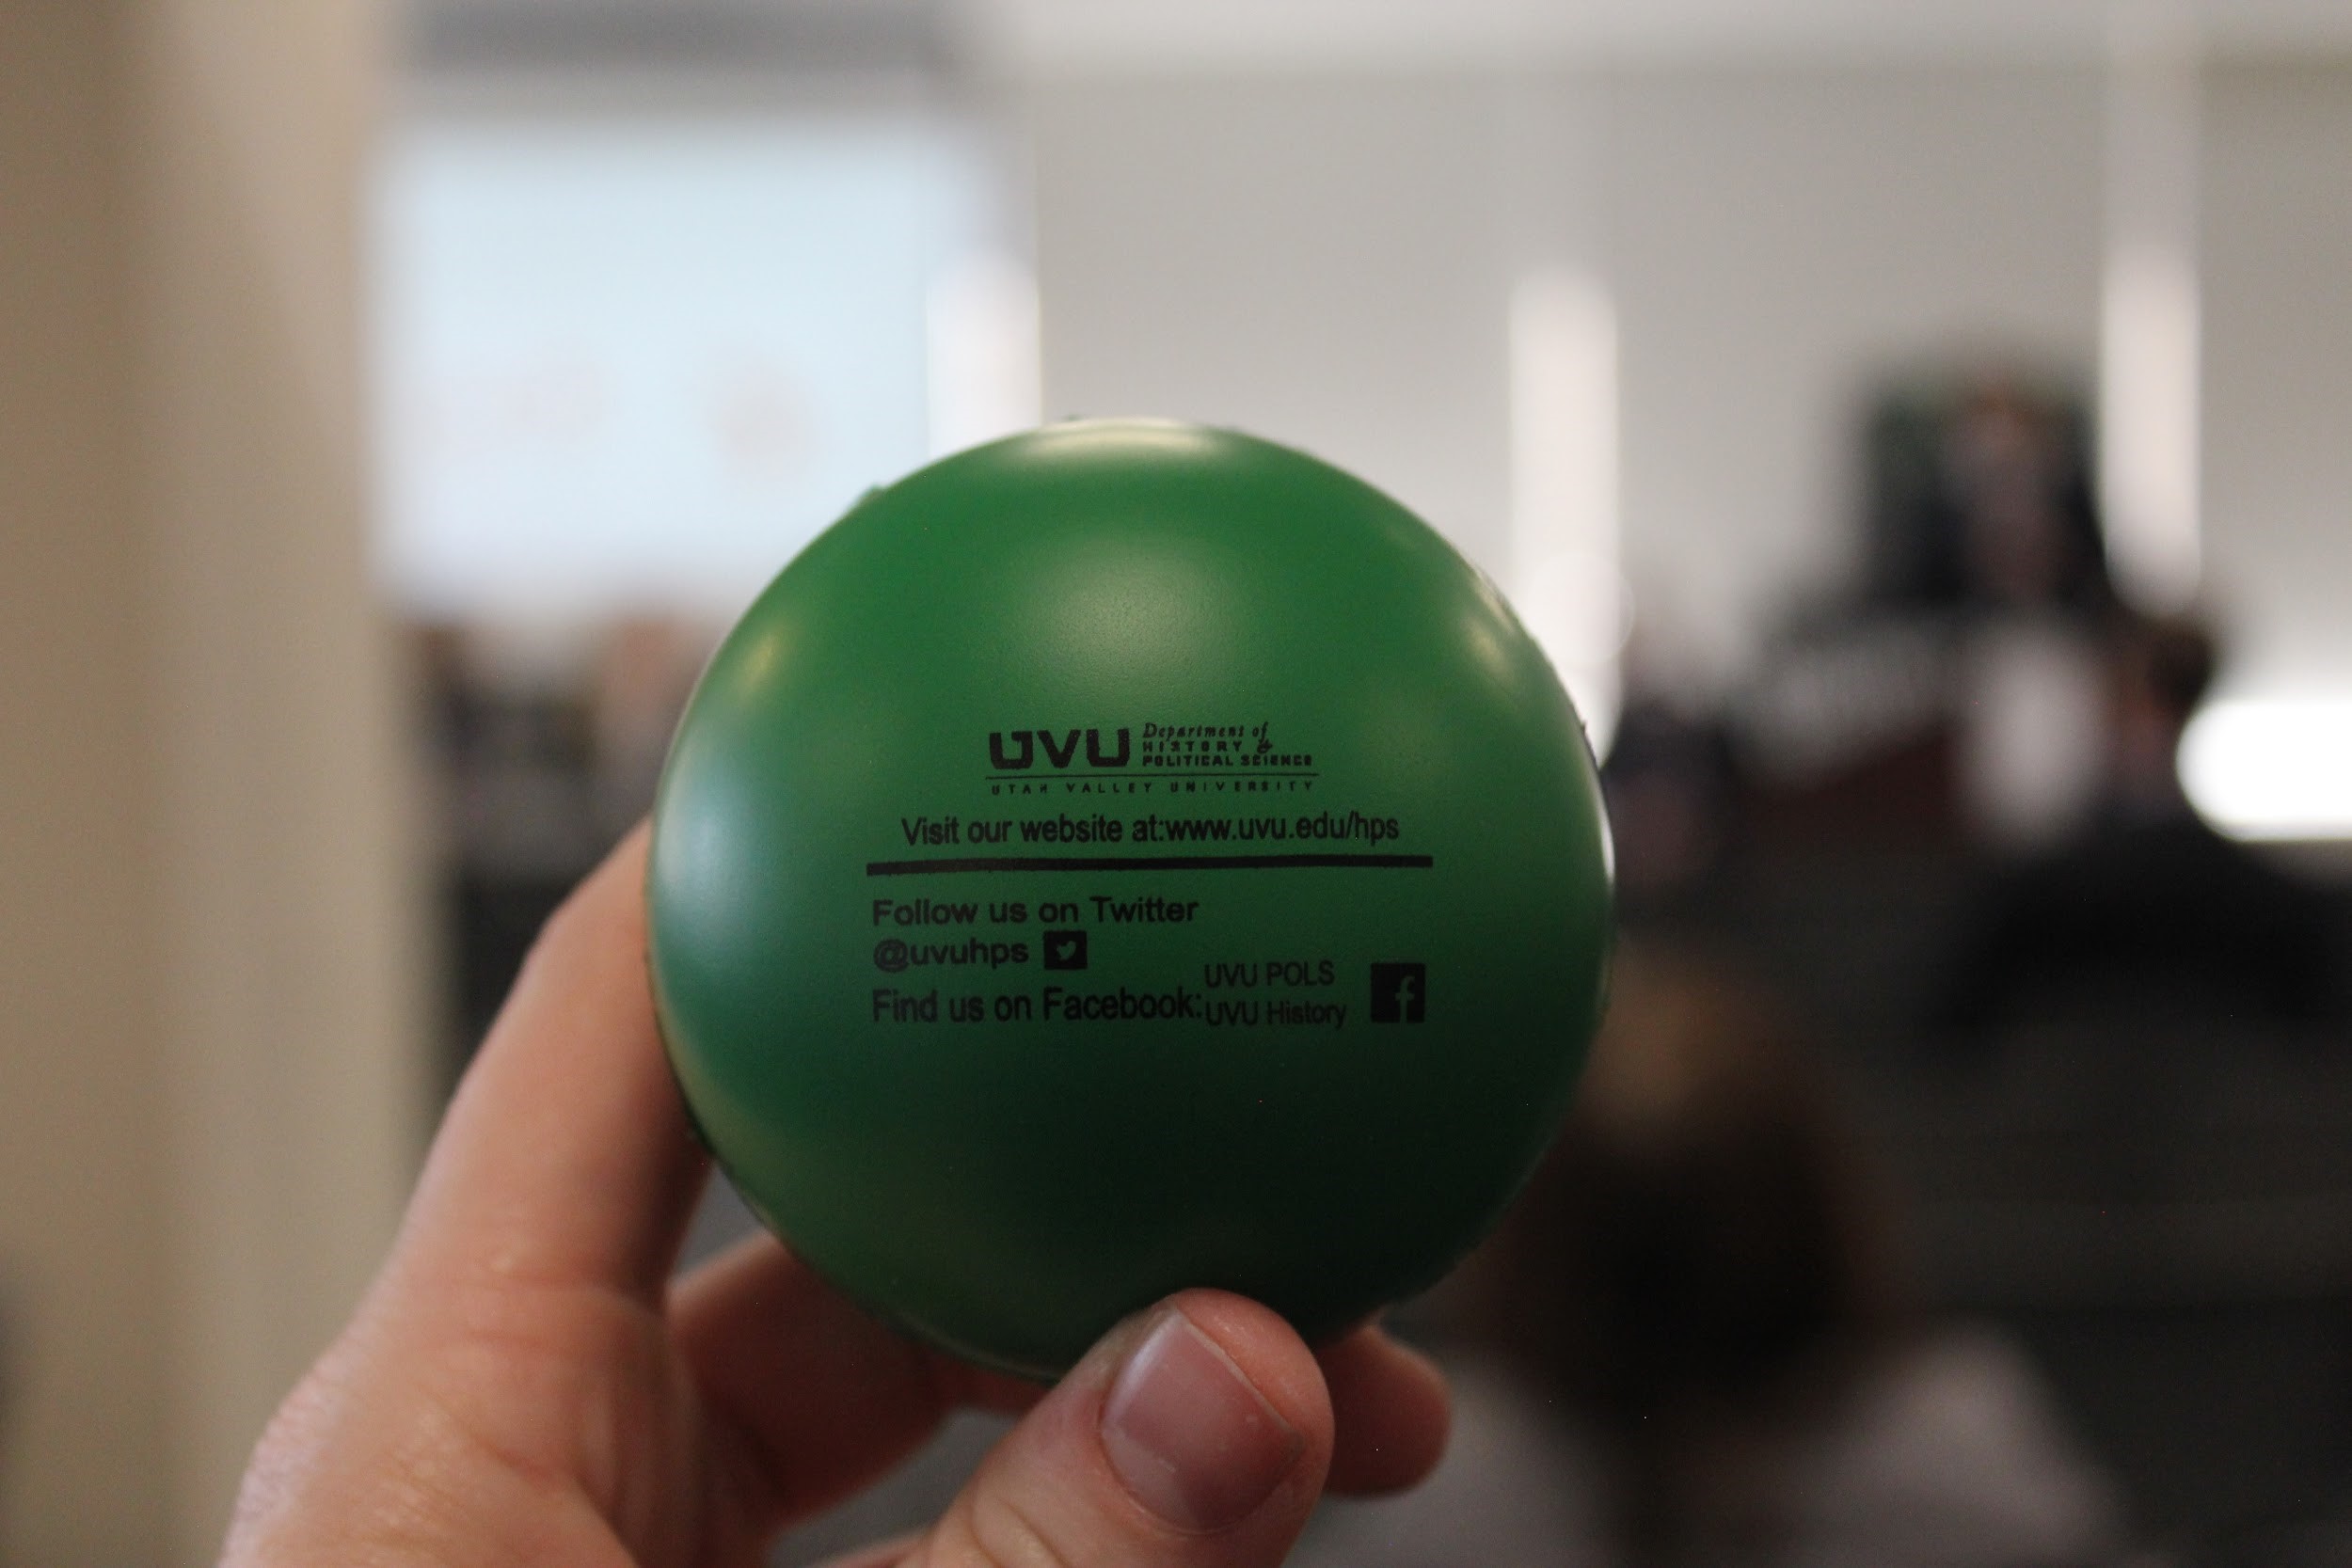 UVU Department of
HISTORY &
POLITICAL SCIENCE
UTAH VALLEY UNIVERSITY
Visit our website at:www.uvu.edu/hps
Follow us on Twitter
@uvuhps
Find us on Facebook: UVU POLS
UVU History